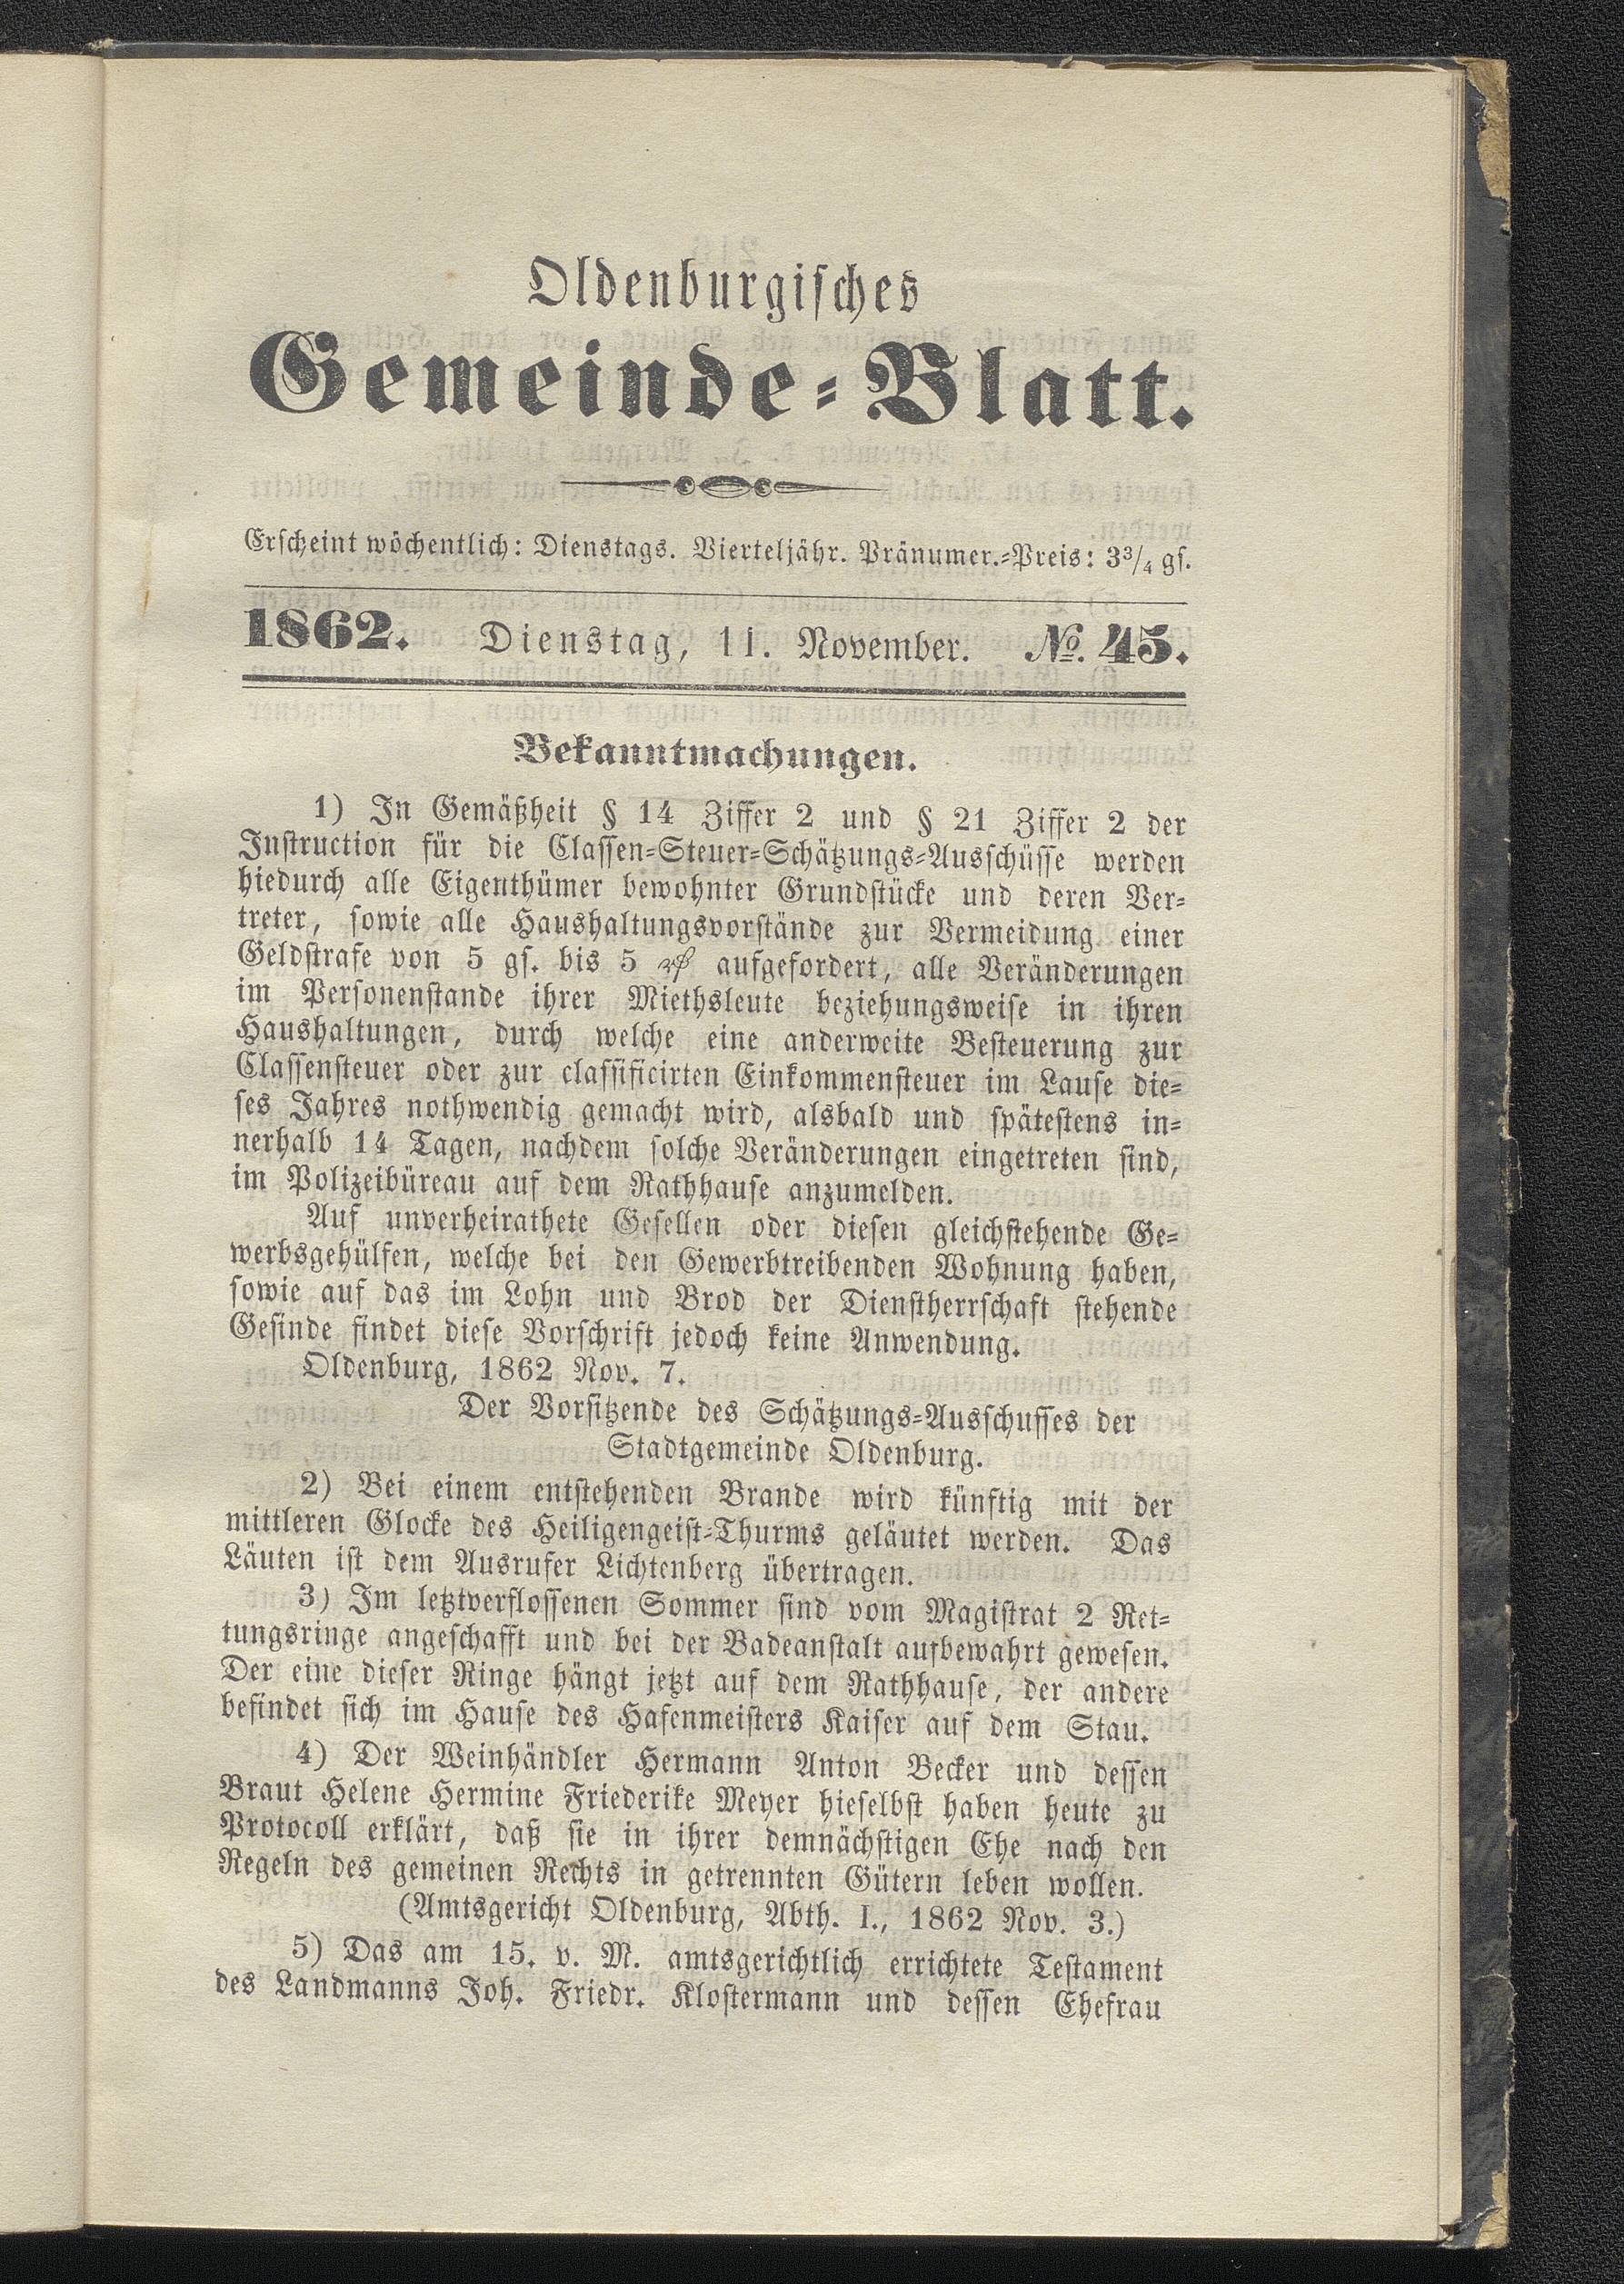 Oldenburgisches
Gemeinde-Blatt.
Erscheint wöchentlich: Dienstags. Vierteljähr. Pränumer.-Preis: 3¾ gs.
1862. Dienstag, 11. November. №. 45.
Bekanntmachungen.
1) In Gemäßheit § 14 Ziffer 2 und § 21 Ziffer 2 der
Instruction für die Classen-Steuer-Schätzungs-Ausschüsse werden
hiedurch alle Eigenthümer bewohnter Grundstücke und deren Ver-
treter, sowie alle Haushaltungsvorstände zur Vermeidung einer
Geldstrafe von 5 gs. bis 5 ₰ aufgefordert, alle Veränderungen
im Personenstande ihrer Miethsleute beziehungsweise in ihren
Haushaltungen, durch welche eine anderweite Besteuerung zur
Classensteuer oder zur classificirten Einkommensteuer im Laufe die-
ses Jahres nothwendig gemacht wird, alsbald und spätestens in-
nerhalb 14 Tagen, nachdem solche Veränderungen eingetreten sind,
im Polizeibüreau auf dem Rathhause anzumelden.
Auf unverheirathete Gesellen oder diesen gleichstehende Ge-
werbsgehülfen, welche bei den Gewerbtreibenden Wohnung haben,
sowie auf das im Lohn und Brod der Dienstherrschaft stehende
Gesinde findet diese Vorschrift jedoch keine Anwendung.
Oldenburg, 1862 Nov. 7.
Der Vorsitzende des Schätzungs-Ausschusses der
Stadtgemeinde Oldenburg.
2) Bei einem entstehenden Brande wird künftig mit der
mittleren Glocke des Heiligengeist-Thurms geläutet werden. Das
Läuten ist dem Ausrufer Lichtenberg übertragen.
3) Im letztverflossenen Sommer sind vom Magistrat 2 Ret-
tungsringe angeschafft und bei der Badeanstalt aufbewahrt gewesen.
Der eine dieser Ringe hängt jetzt auf dem Rathhause, der andere
befindet sich im Hause des Hafenmeisters Kaiser auf dem Stau.
4) Der Weinhändler Hermann Anton Becker und dessen
Braut Helene Hermine Friederike Meyer hieselbst haben heute zu
Protocoll erklärt, daß sie in ihrer demnächstigen Ehe nach den
Regeln des gemeinen Rechts in getrennten Gütern leben wollen.
(Amtsgericht Oldenburg, Abth. I., 1862 Nov. 3.)
5) Das am 15. v. M. amtsgerichtlich errichtete Testament
des Landmanns Joh. Friedr. Klostermann und dessen Ehefrau